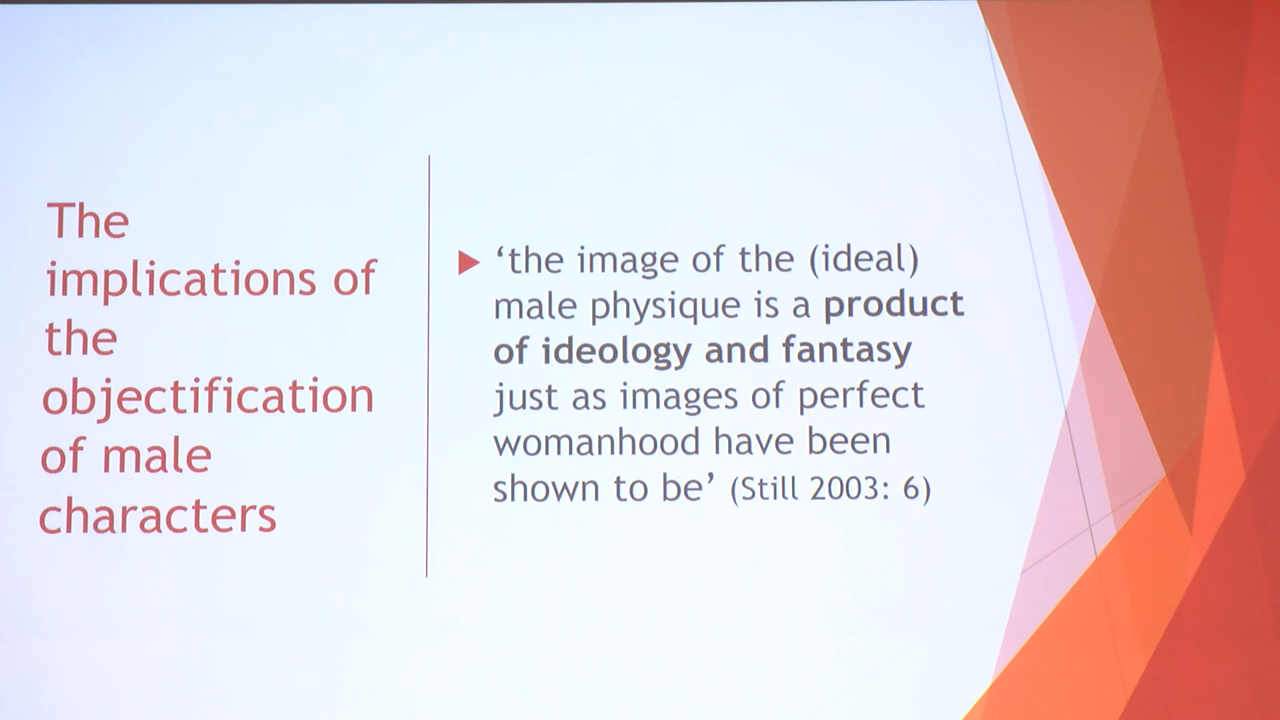 The
implications of
the
objectification
of male
characters
‘the image of the (ideal)
male physique is a product
of ideology and fantasy
just as images of perfect
womanhood have been
shown to be’ (Still 2003: 6)